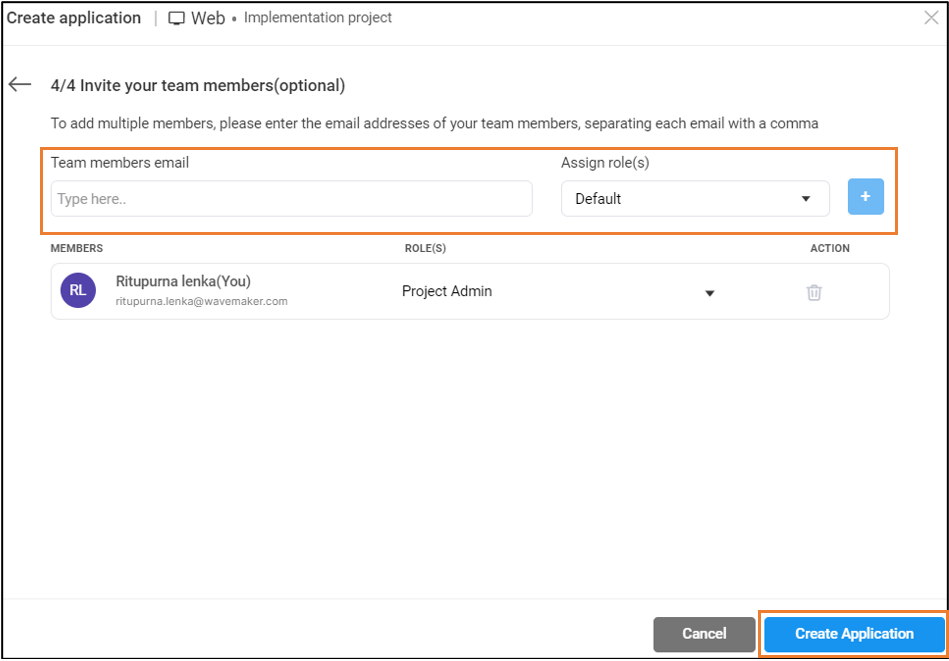 Create application | Web • Implementation project
4/4 Invite your team members(optional)
To add multiple members, please enter the email addresses of your team members, separating each email with a comma
Team members email Assign role(s)
Type here.. Default +
MEMBERS ROLE(S) ACTION
RL Ritupurna lenka(You) Project Admin
ritupurna.lenka@wavemaker.com
Cancel Create Application